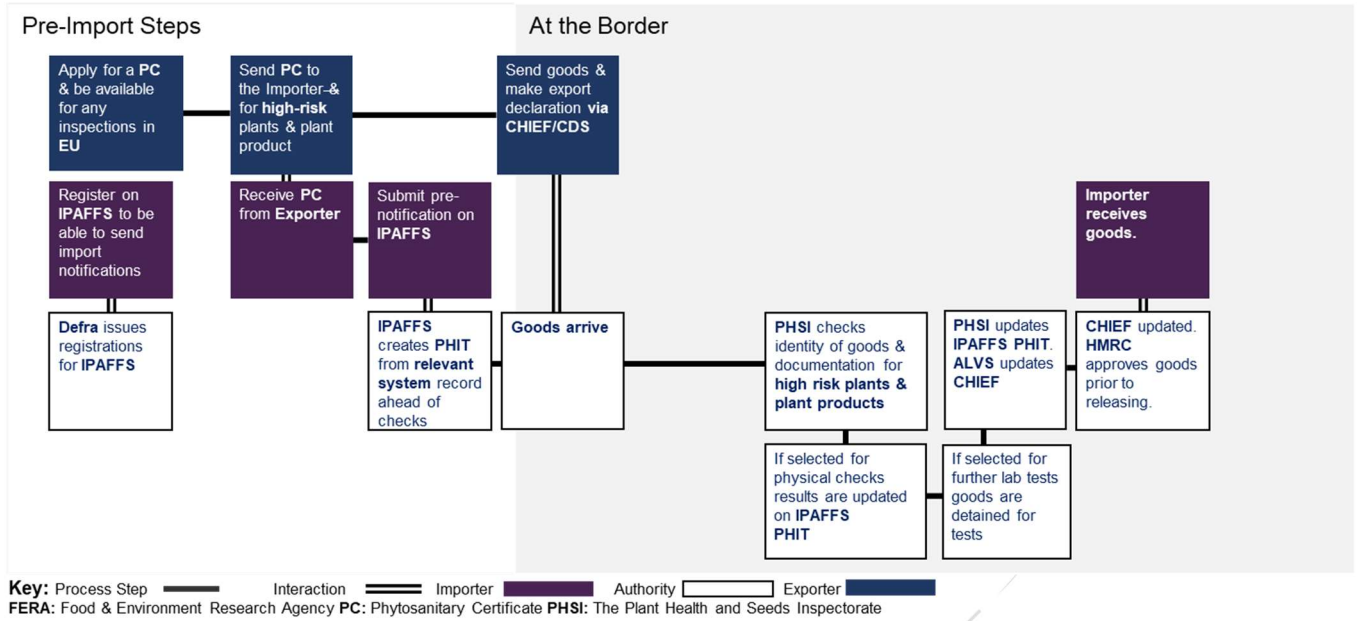 Pre-Import Steps
At the Border
Apply for a PC
& be available
for any
inspections in
EU
Send PC to
the Importer &
for high-risk
plants & plant
product
Send goods &
make export
declaration via
CHIEF/CDS
Register on
IPAFFS to be
able to send
import
notifications
Receive PC
from Exporter
Submit pre-
notification on
IPAFFS
Importer
receives
goods.
Defra issues
registrations
for IPAFFS
IPAFFS
creates PHIT
from relevant
system record
ahead of
checks
Goods arrive
PHSI checks
identity of goods &
documentation for
high risk plants &
plant products
PHSI updates
IPAFFS PHIT.
ALVS updates
CHIEF
CHIEF updated.
HMRC
approves goods
prior to
releasing.
If selected for
physical checks
results are updated
on IPAFFS
PHIT
If selected for
further lab tests
goods are
detained for
tests
Key: Process Step Interaction Importer Authority Exporter
FERA: Food & Environment Research Agency PC: Phytosanitary Certificate PHSI: The Plant Health and Seeds Inspectorate